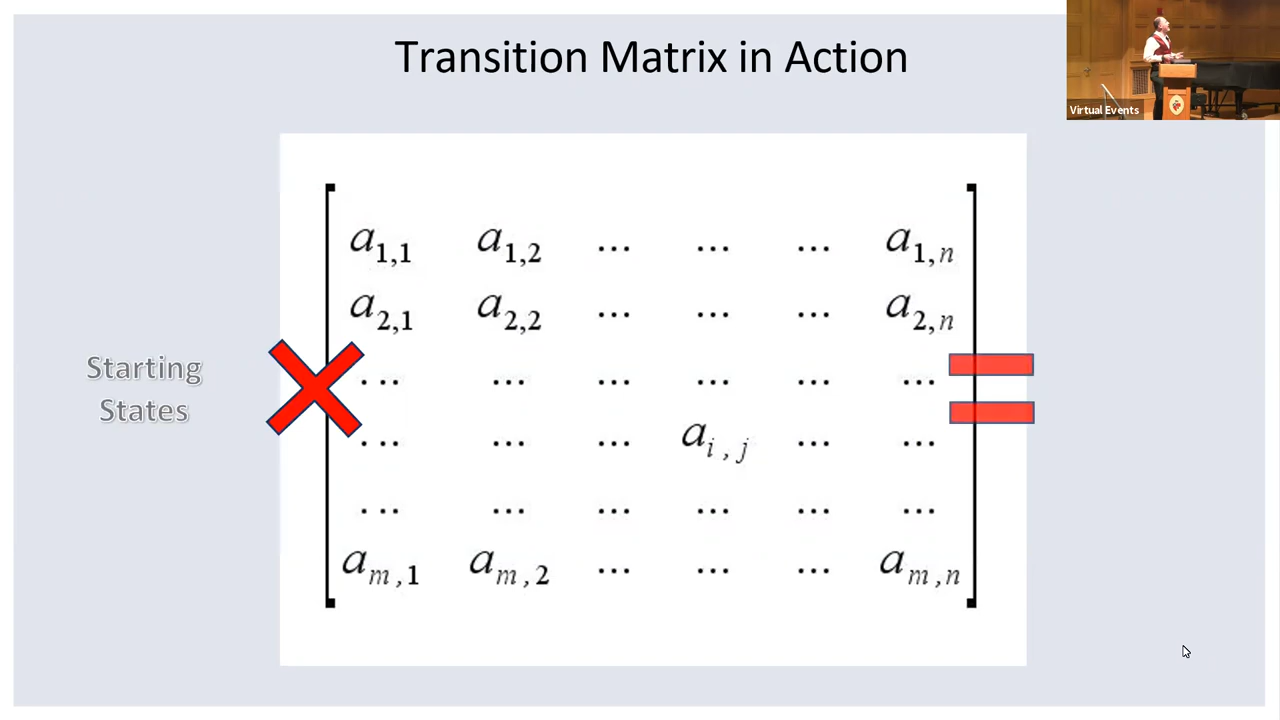 Transition Matrix in Action
Virtual Events
a1,1 a1,2 ... ... ... a1,n
a2,1 a2,2 ... ... ... a2,n
... ... ... ... ... ...
Starting
States
... ... ... ai,j ... ...
... ... ... ... ... ...
am,1 am,2 ... ... ... am,n